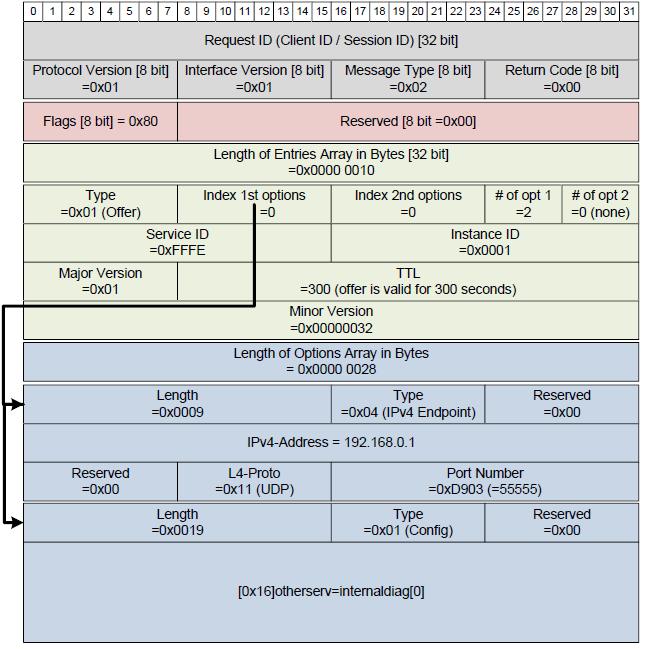 0 1 2 3 4 5 6 7 8 9 10 11 12 13 14 15 16 17 18 19 20 21 22 23 24 25 26 27 28 29 30 31
Request ID (Client ID / Session ID) [32 bit]
Protocol Version [8 bit] Interface Version [8 bit] Message Type [8 bit] Return Code [8 bit]
=0x01 =0x01 =0x02 =0x00
Flags [8 bit] = 0x80 Reserved [8 bit =0x00]
Length of Entries Array in Bytes [32 bit]
=0x0000 0010
Type Index 1st options Index 2nd options # of opt 1 # of opt 2
=0x01 (Offer) =0 =0 =2 =0 (none)
Service ID Instance ID
=0xFFFE =0x0001
Major Version TTL
=0x01 =300 (offer is valid for 300 seconds)
Minor Version
=0x00000032
Length of Options Array in Bytes
= 0x0000 0028
Length Type Reserved
=0x0009 =0x04 (IPv4 Endpoint) =0x00
IPv4-Address = 192.168.0.1
Reserved L4-Proto Port Number
=0x00 =0x11 (UDP) =0xD903 (=55555)
Length Type Reserved
=0x0019 =0x01 (Config) =0x00
[0x16]otherserv=internaldiag[0]